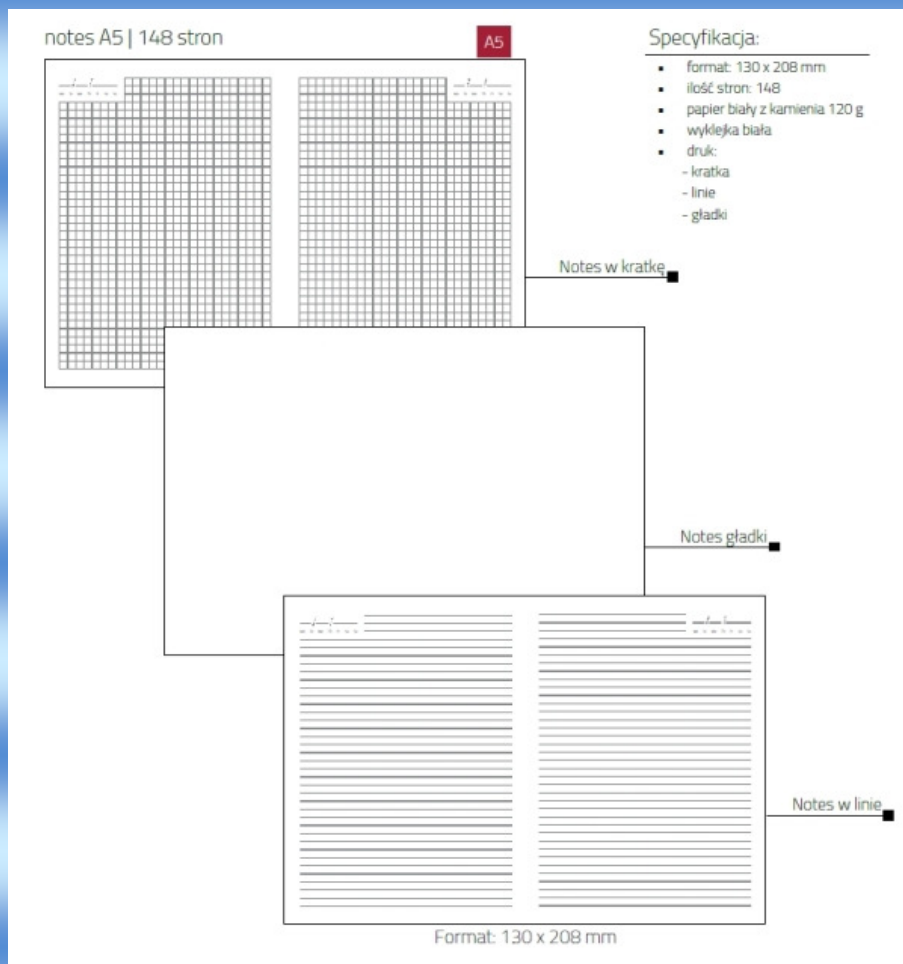 notes A5 | 148 stron
A5
Specyfikacja:
▪ format: 130 x 208 mm
▪ ilość stron: 148
▪ papier biały z kamienia 120 g
▪ wyklejka biała
▪ druk:
- kratka
- linie
- gładki
Notes w kratkę
Notes gładki
Notes w linie
Format: 130 x 208 mm